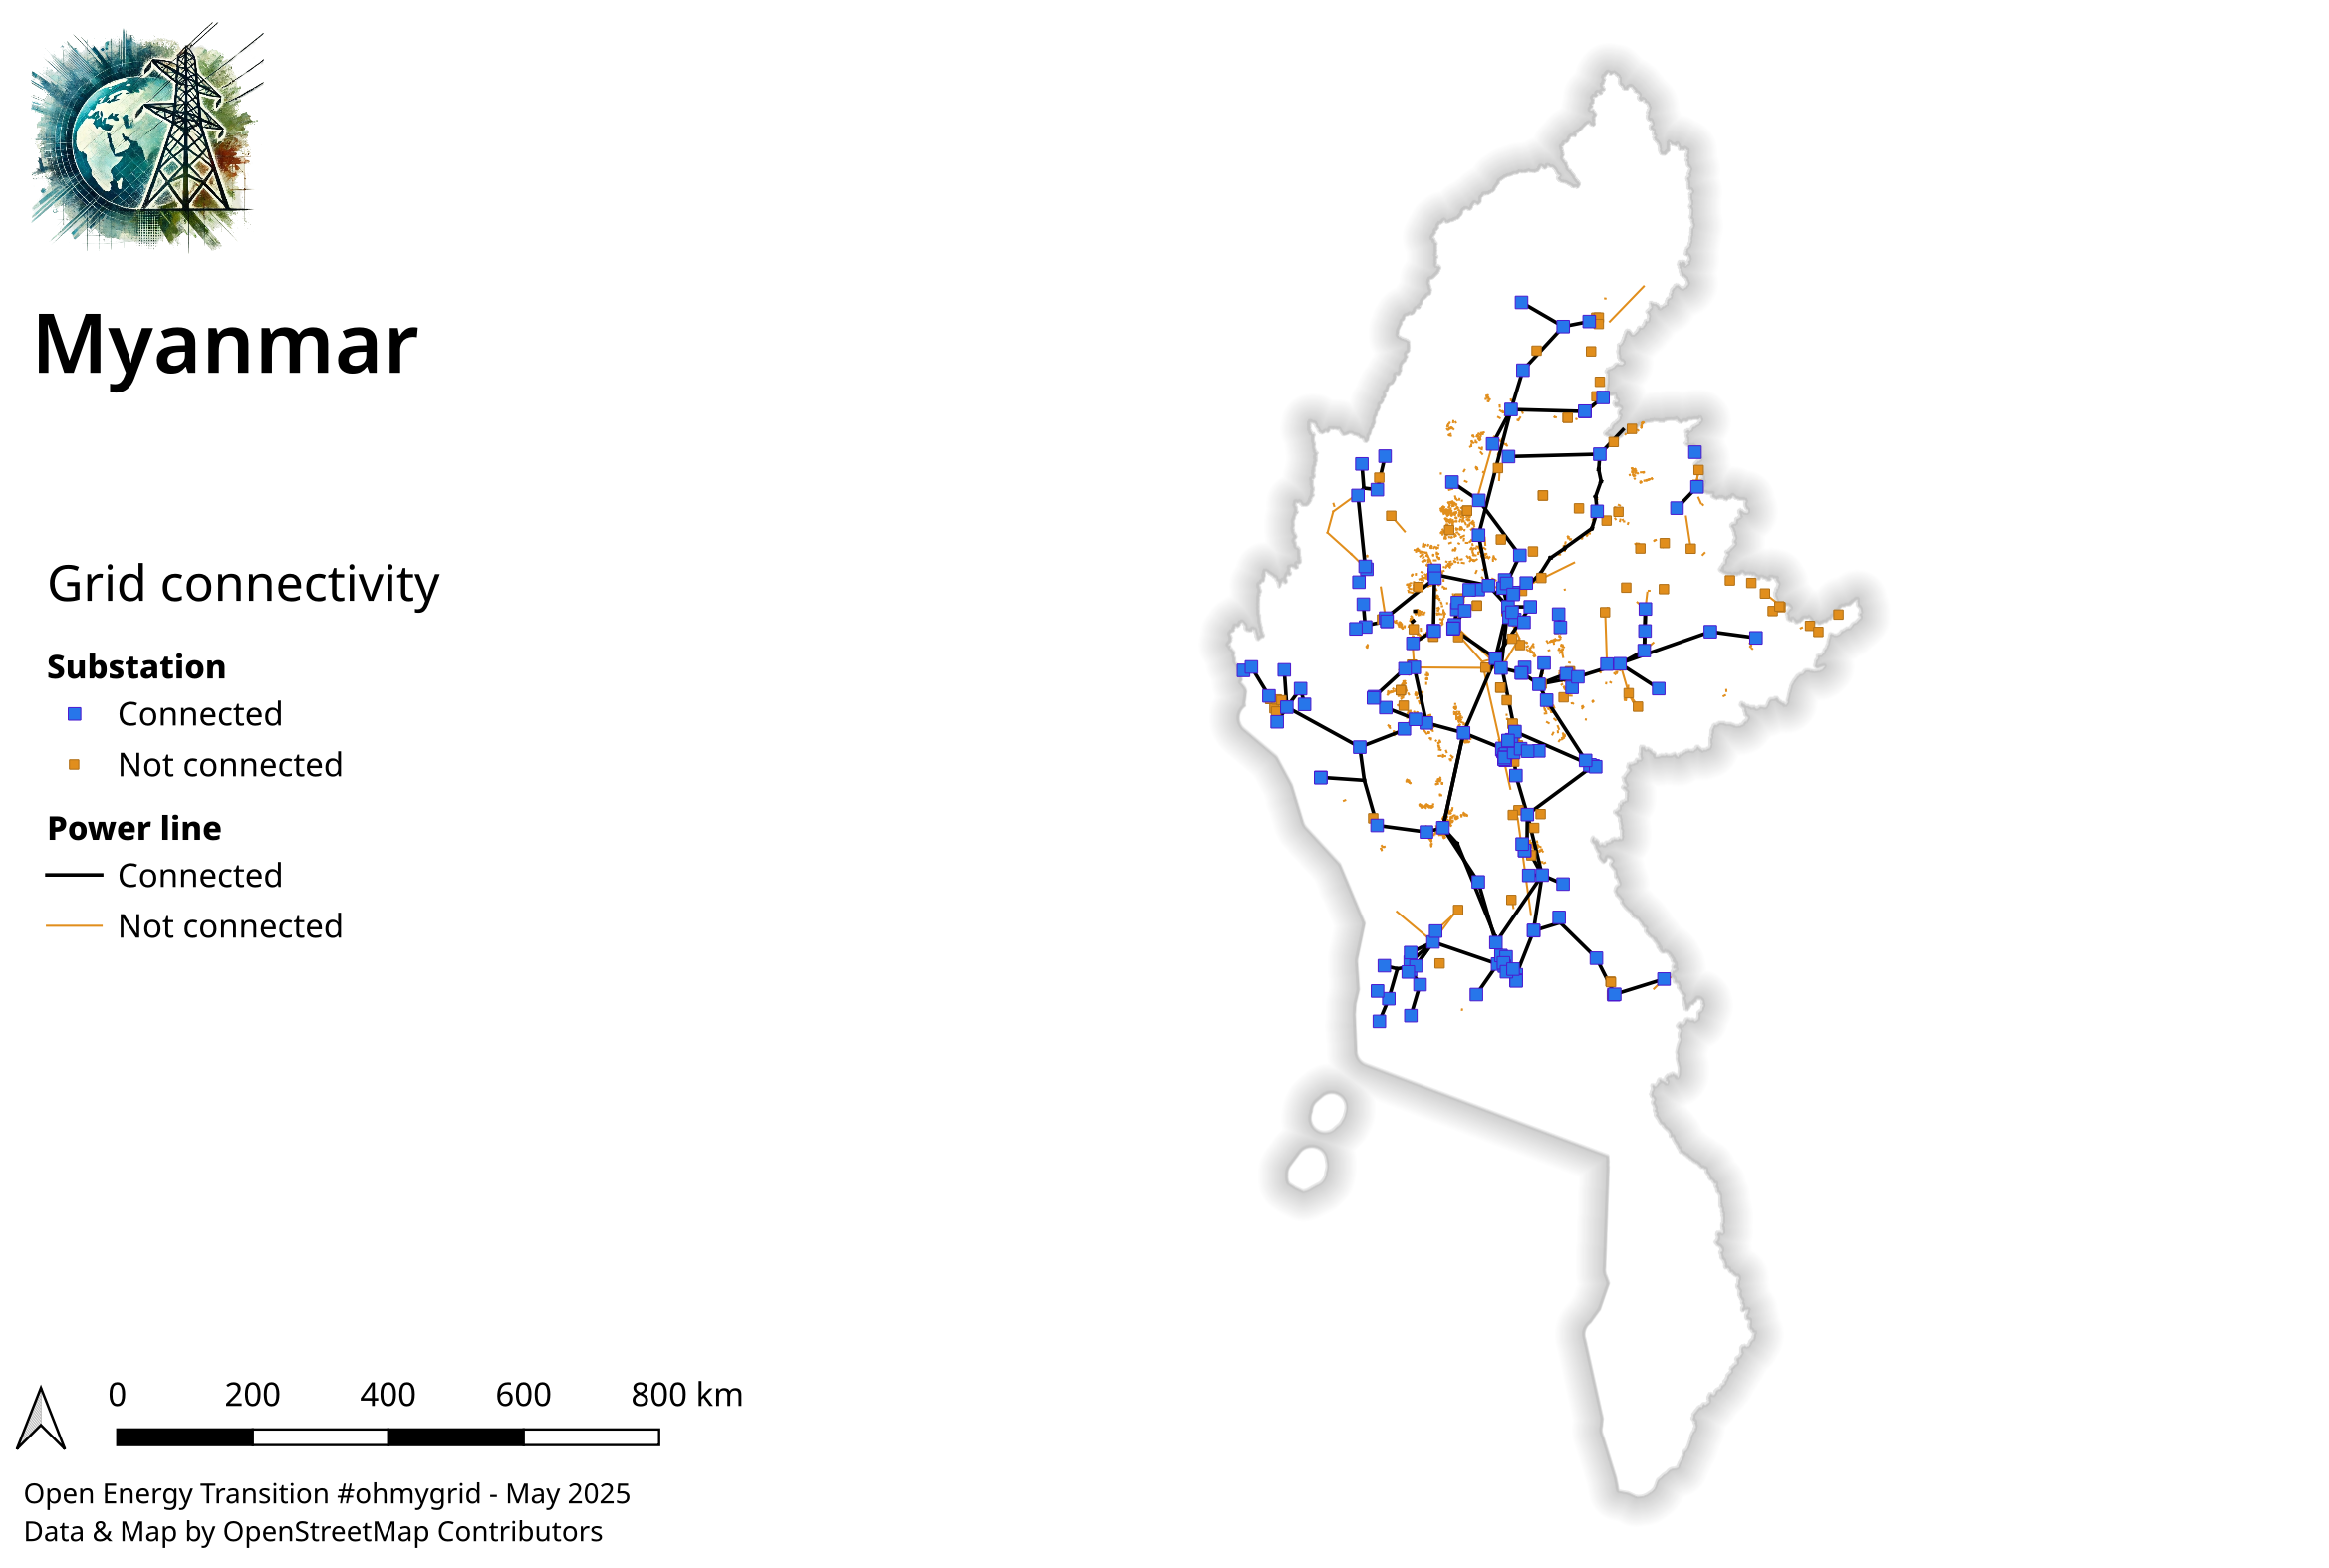 Myanmar
Grid connectivity
Substation
Connected
Not connected
Power line
Connected
Not connected
0 200 400 600 800 km
Open Energy Transition #ohmygrid - May 2025
Data & Map by OpenStreetMap Contributors